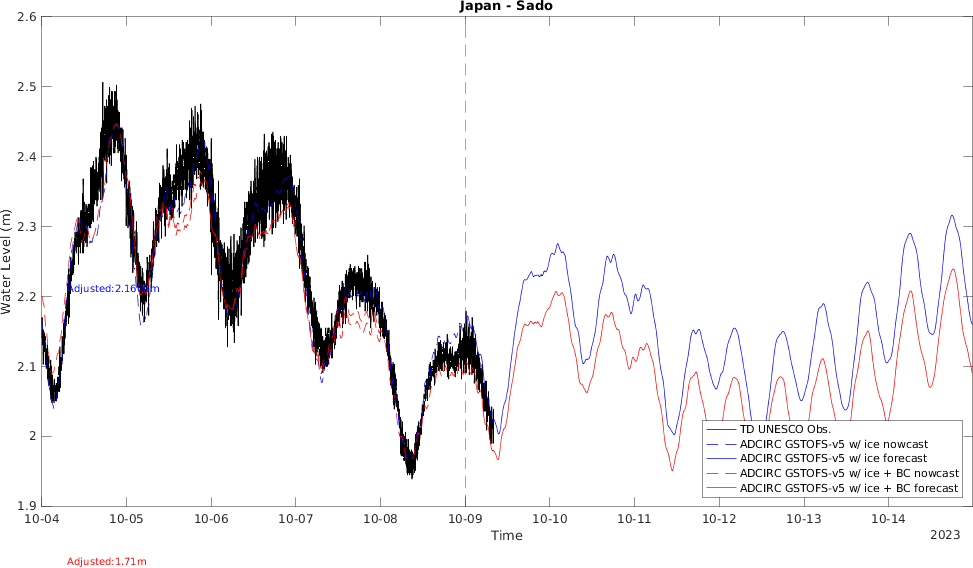 Japan - Sado
2.6
2.5
2.4
2.3
2.2
2.1
2
1.9
Water Level (m)
Adjusted:2.16
10-04
10-05
10-06
10-07
10-08
10-09
10-10
10-11
10-12
10-13
10-14
Time
2023
TD UNESCO Obs.
ADCIRC GSTOFS-v5 w/ ice nowcast
ADCIRC GSTOFS-v5 w/ ice forecast
ADCIRC GSTOFS-v5 w/ ice + BC nowcast
ADCIRC GSTOFS-v5 w/ ice + BC forecast
Adjusted:1.71m